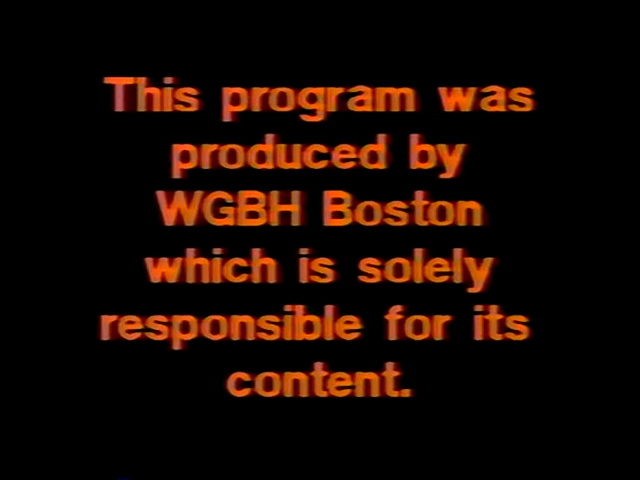 This program was
produced by
WGBH Boston
which is solely
responsible for its
content.